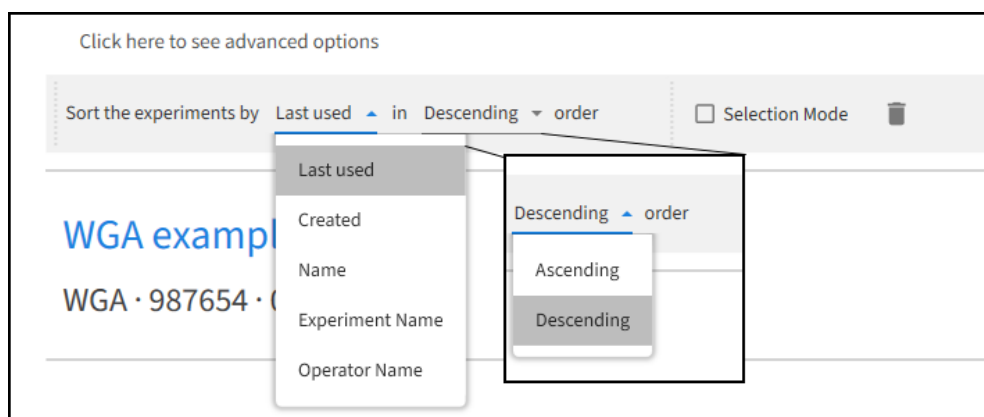 Click here to see advanced options
Sort the experiments by Last used in Descending order
Selection Mode
Last used
Created
Name
Experiment Name
Operator Name
Descending order
Ascending
Descending
WGA exampl
WGA · 987654 ·